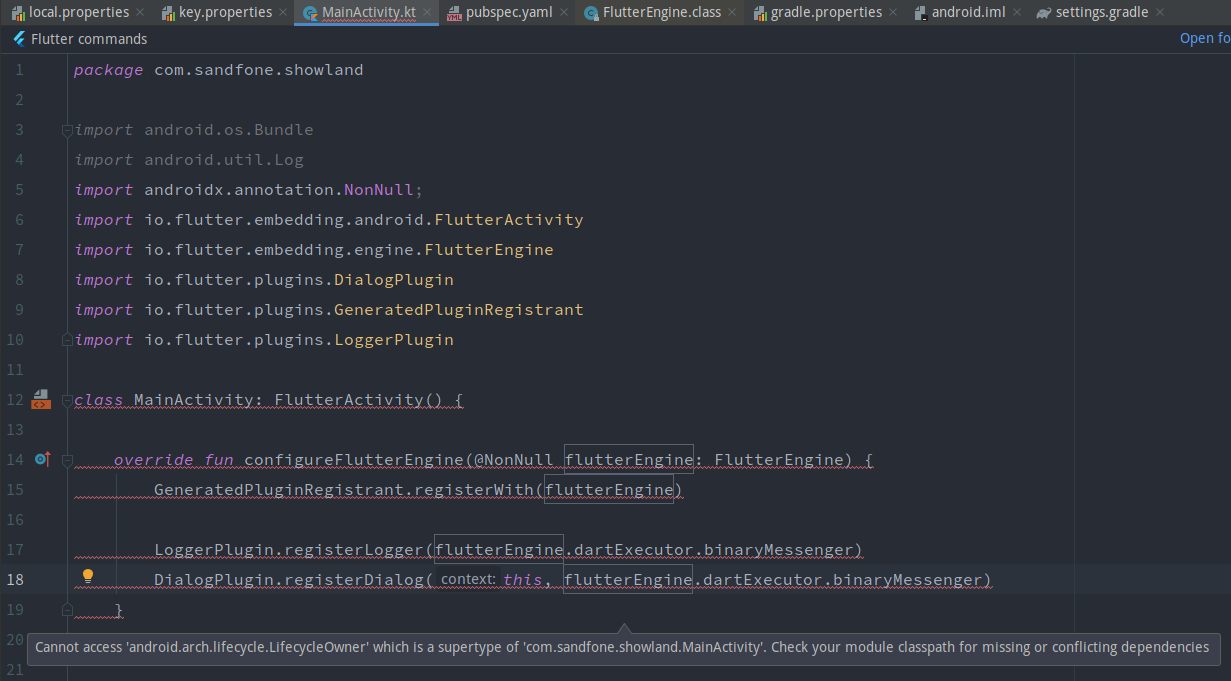 local.properties key.properties MainActivity.kt pubspec.yaml FlutterEngine.class gradle.properties android.iml settings.gradle
Flutter commands Open fo
1 package com.sandfone.showland
2
3 import android.os.Bundle
4 import android.util.Log
5 import androidx.annotation.NonNull;
6 import io.flutter.embedding.android.FlutterActivity
7 import io.flutter.embedding.engine.FlutterEngine
8 import io.flutter.plugins.DialogPlugin
9 import io.flutter.plugins.GeneratedPluginRegistrant
10 import io.flutter.plugins.LoggerPlugin
11
12 class MainActivity: FlutterActivity() {
13
14 override fun configureFlutterEngine(@NonNull flutterEngine: FlutterEngine) {
15 GeneratedPluginRegistrant.registerWith(flutterEngine)
16
17 LoggerPlugin.registerLogger(flutterEngine.dartExecutor.binaryMessenger)
18 DialogPlugin.registerDialog( context: this, flutterEngine.dartExecutor.binaryMessenger)
19 }
20
Cannot access 'android.arch.lifecycle.LifecycleOwner' which is a supertype of 'com.sandfone.showland.MainActivity'. Check your module classpath for missing or conflicting dependencies
21